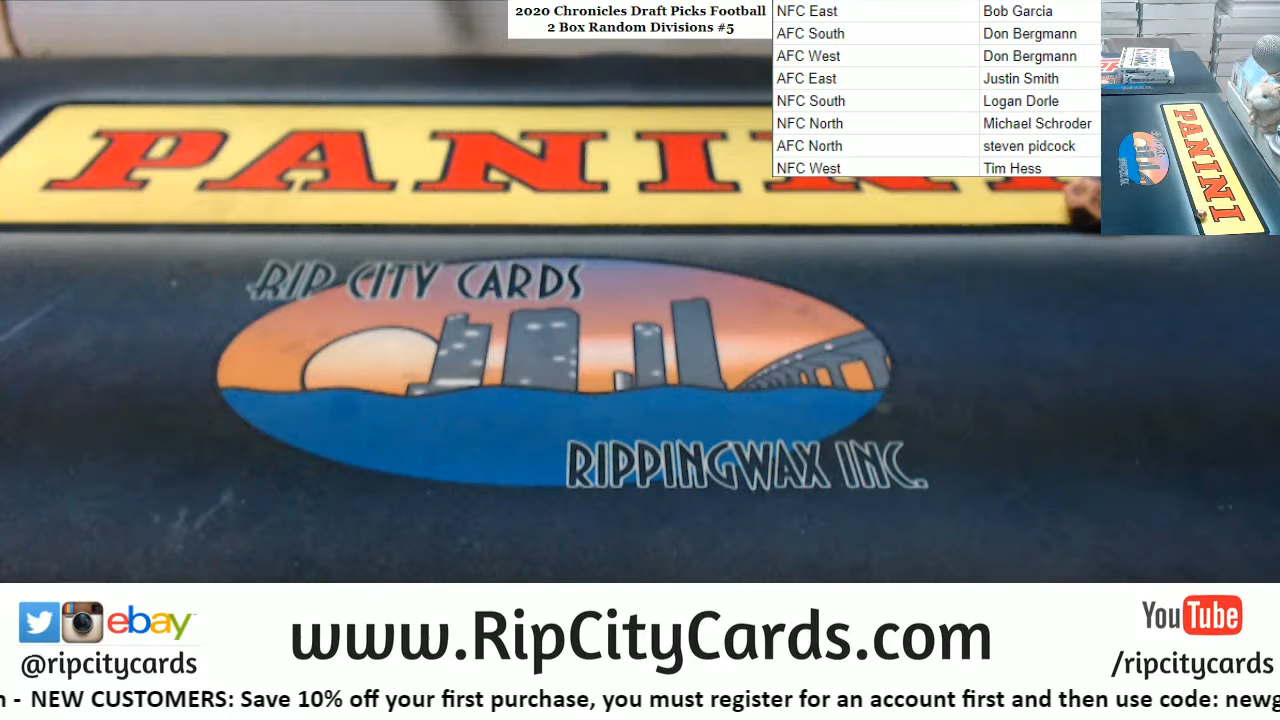 2020 Chronicles Draft Picks Football
2 Box Random Divisions #5
NFC East Bob Garcia
AFC South Don Bergmann
AFC West Don Bergmann
AFC East Justin Smith
NFC South Logan Dorle
NFC North Michael Schroder
AFC North steven pidcock
NFC West Tim Hess
PANINI
PANINI
RIP CITY CARDS
RIPPINGWAX INC.
ebay
@ripcitycards
www.RipCityCards.com
YouTube
/ripcitycards
- NEW CUSTOMERS: Save 10% off your first purchase, you must register for an account first and then use code: